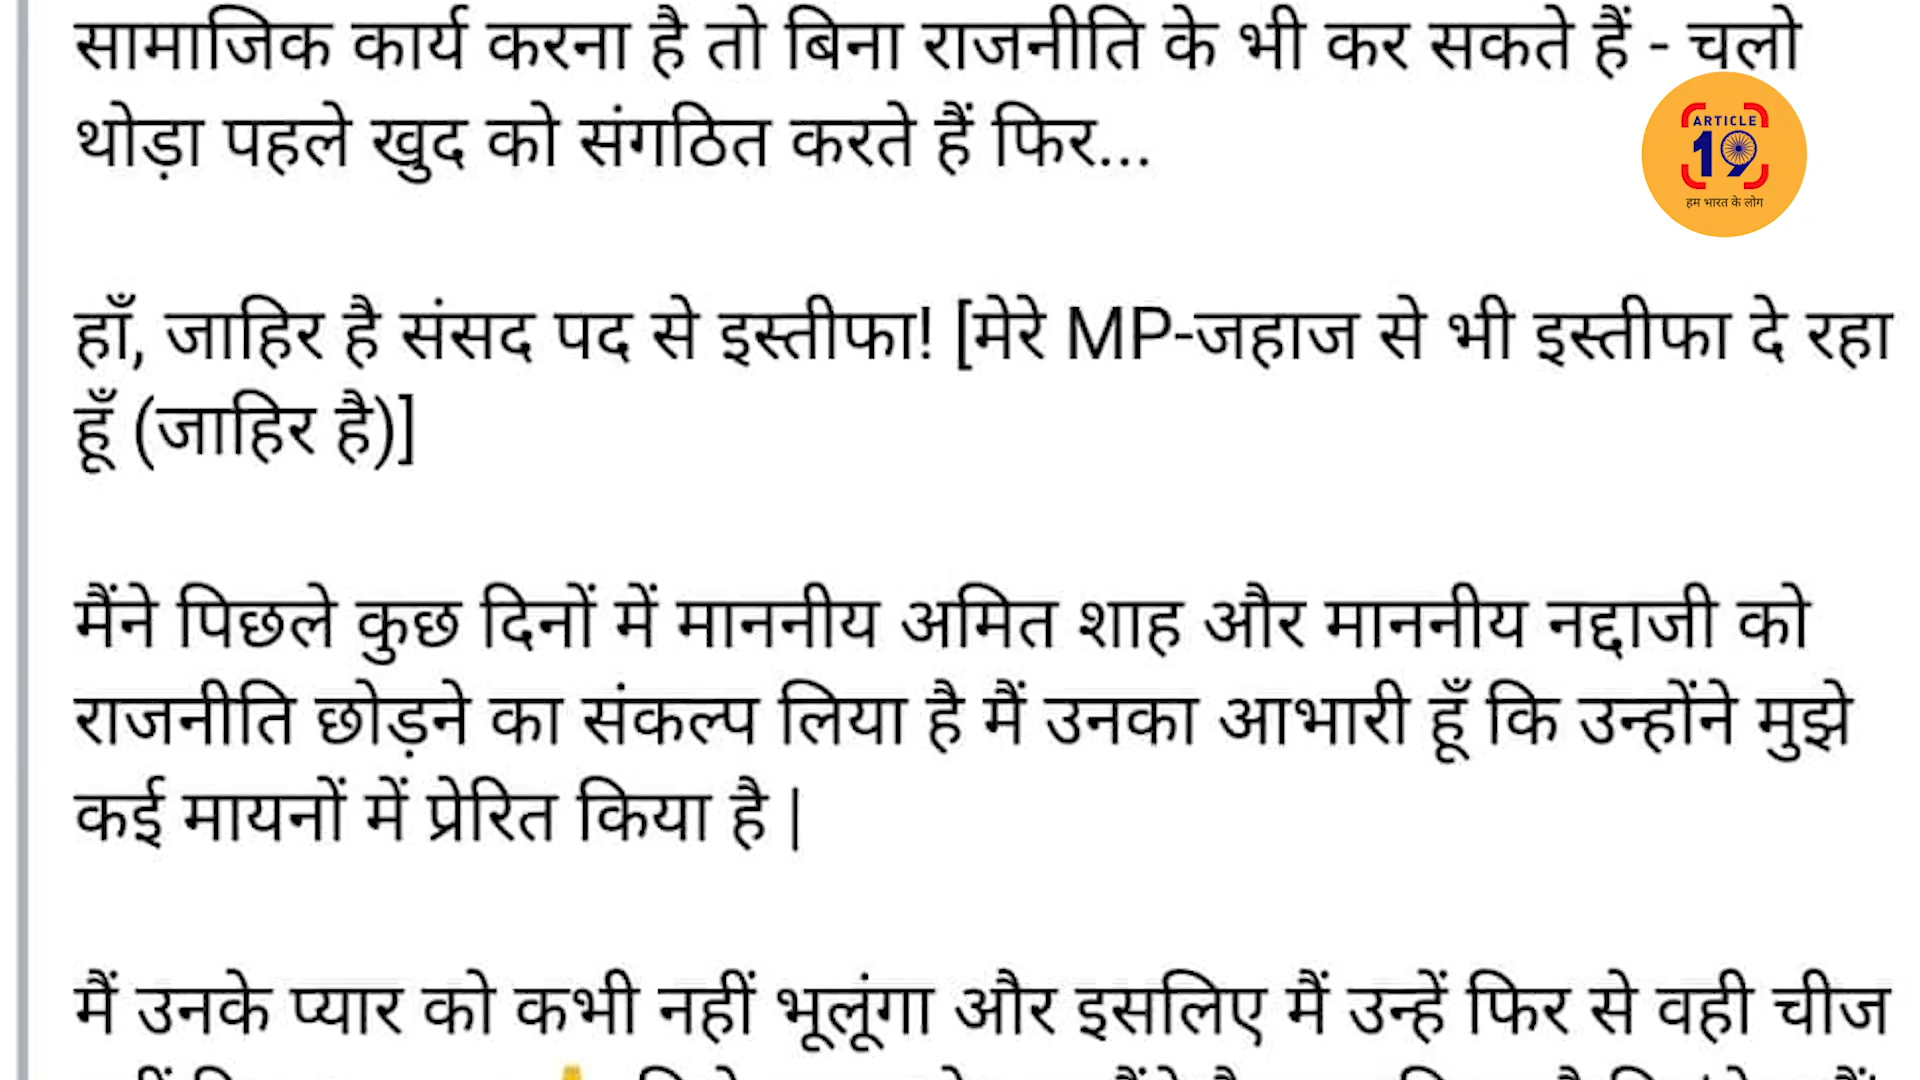 सामाजिक कार्य करना है तो बिना राजनीति के भी कर सकते हैं - चलो
थोड़ा पहले खुद को संगठित करते हैं फिर...
ARTICLE
19
हम भारत के लोग
हाँ, जाहिर है संसद पद से इस्तीफा! [मेरे MP-जहाज से भी इस्तीफा दे रहा
हूँ (जाहिर है)]
मैंने पिछले कुछ दिनों में माननीय अमित शाह और माननीय नद्दाजी को
राजनीति छोड़ने का संकल्प लिया है मैं उनका आभारी हूँ कि उन्होंने मुझे
कई मायनों में प्रेरित किया है |
मैं उनके प्यार को कभी नहीं भूलूंगा और इसलिए मैं उन्हें फिर से वही चीज